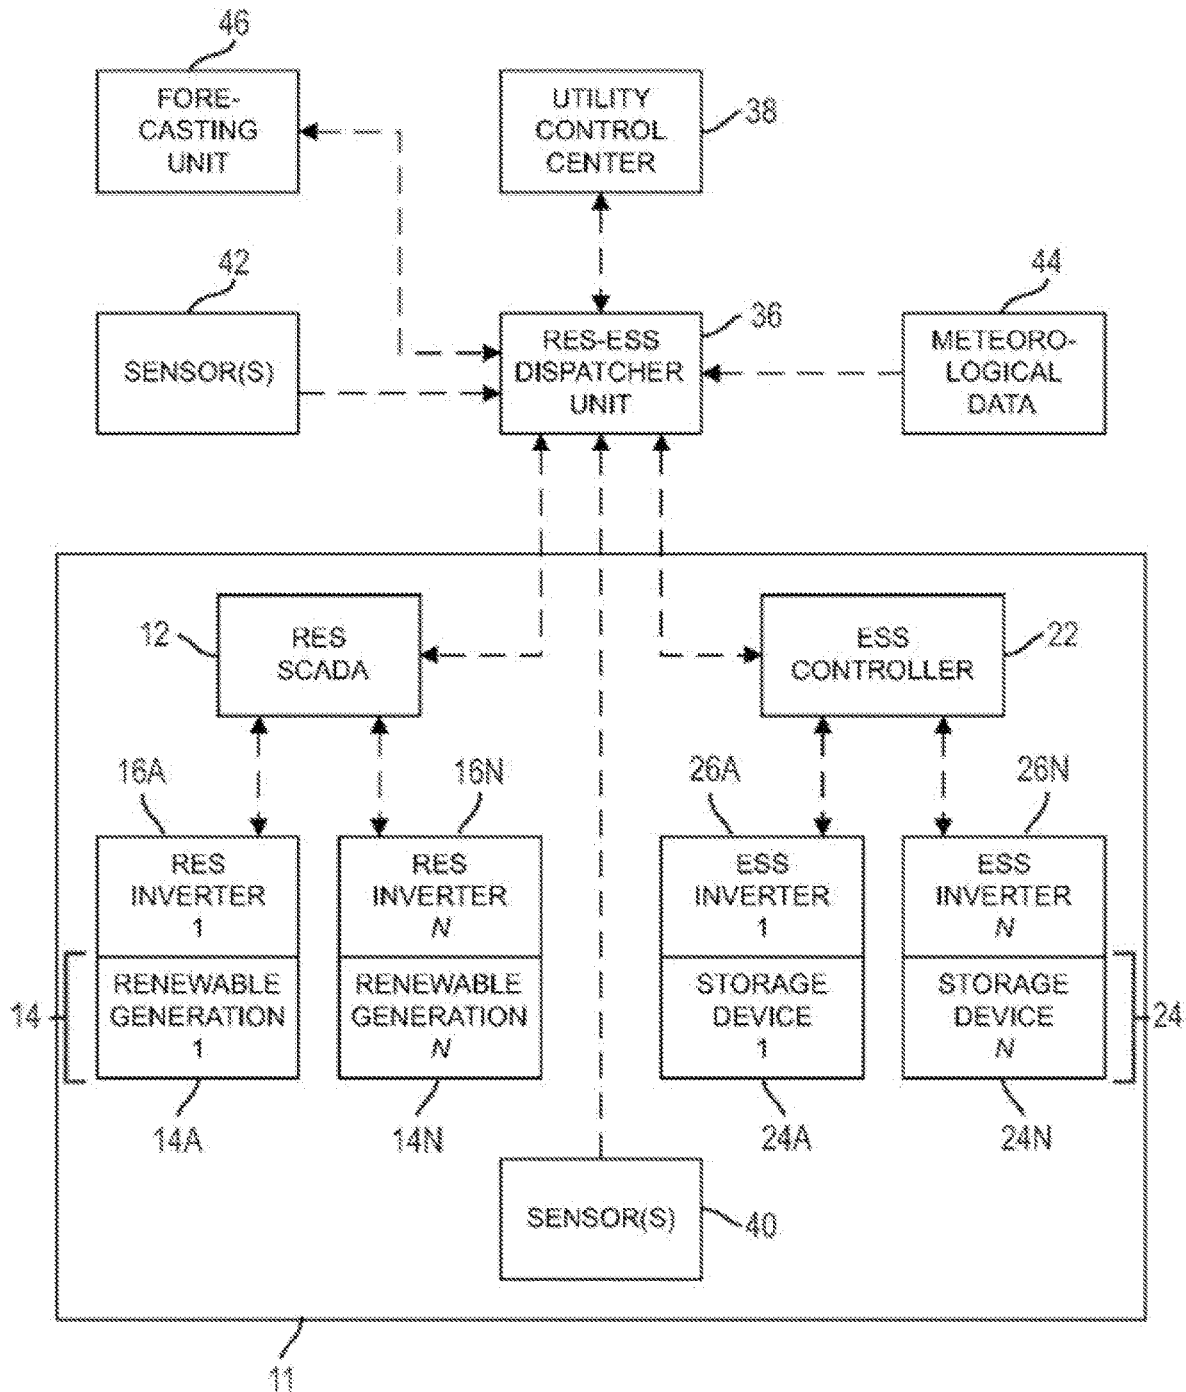 46
FORE-
CASTING
UNIT
UTILITY
CONTROL
CENTER
38
42
SENSOR(S)
RES-ESS
DISPATCHER
UNIT
36
44
METEORO-
LOGICAL
DATA
12
RES
SCADA
ESS
CONTROLLER
22
16A
16N
26A
26N
RES
INVERTER
1
RES
INVERTER
N
ESS
INVERTER
1
ESS
INVERTER
N
14
RENEWABLE
GENERATION
1
RENEWABLE
GENERATION
N
STORAGE
DEVICE
1
STORAGE
DEVICE
N
24
14A
14N
24A
24N
SENSOR(S)
40
11